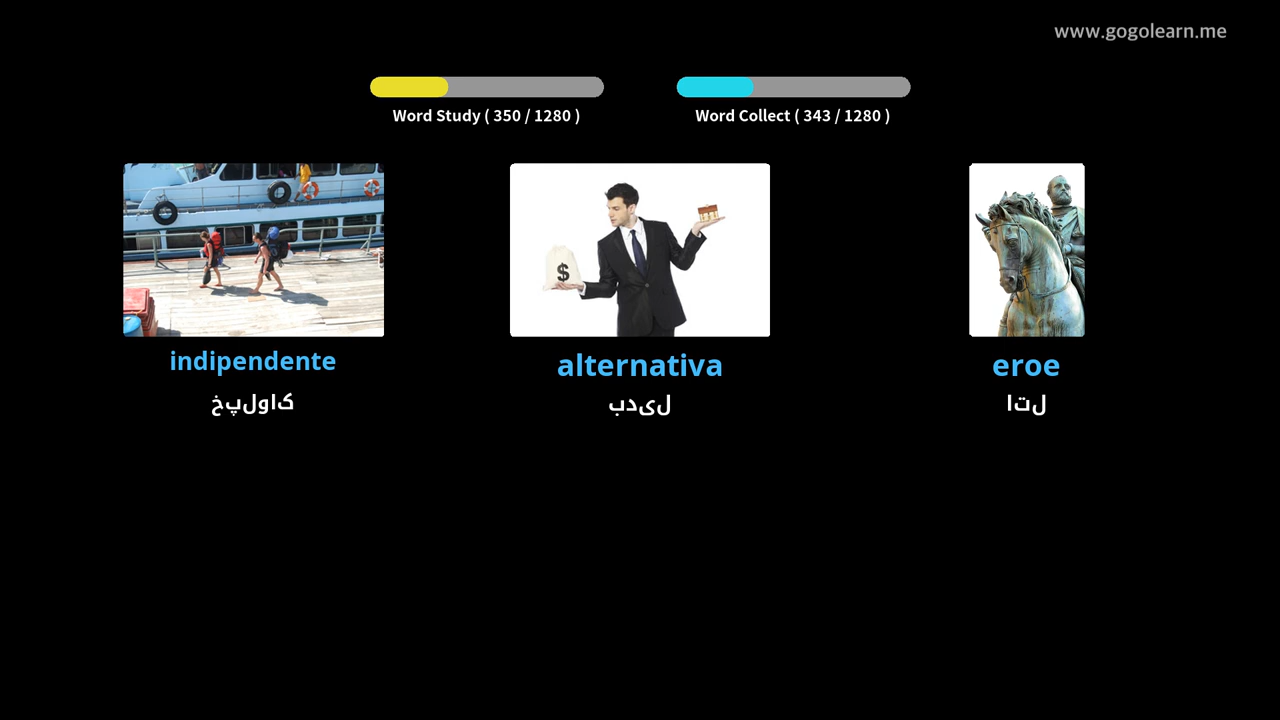 www.gogolearn.me
Word Study ( 350 / 1280 )
Word Collect ( 343 / 1280 )
indipendente
خپلواک
alternativa
بدیل
eroe
اتل
$